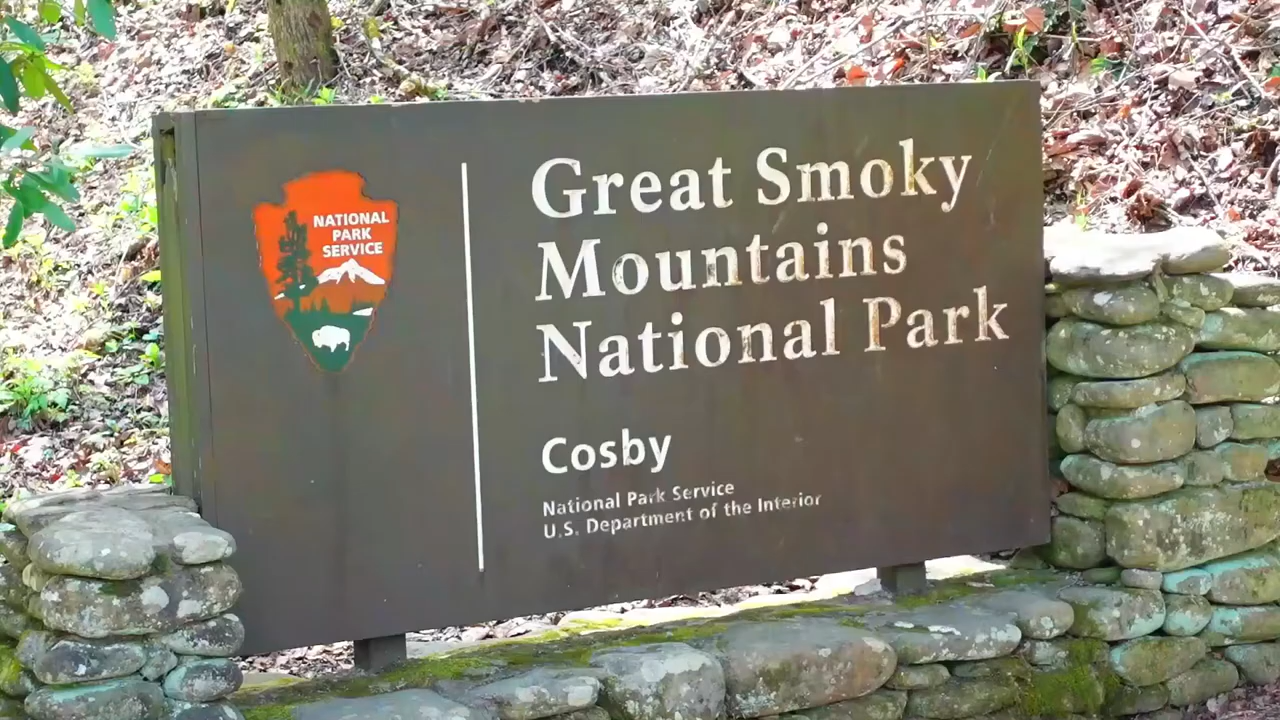 NATIONAL
PARK
SERVICE
Great Smoky
Mountains
National Park
Cosby
National Park Service
U.S. Department of the Interior